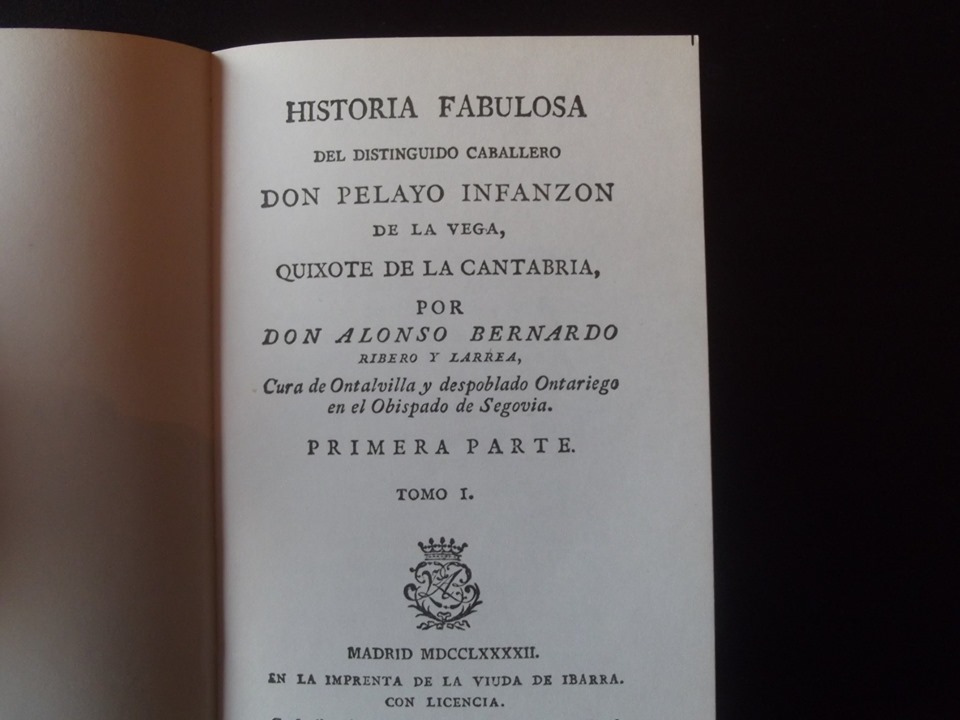 HISTORIA FABULOSA
DEL DISTINGUIDO CABALLERO
DON PELAYO INFANZON
DE LA VEGA,
QUIXOTE DE LA CANTABRIA,
POR
DON ALONSO BERNARDO
RIBERO Y LARREA,
Cura de Ontalvilla y despoblado Ontariego
en el Obispado de Segovia.
PRIMERA PARTE.
TOMO I.
MADRID MDCCLXXXXII.
EN LA IMPRENTA DE LA VIUDA DE IBARRA.
CON LICENCIA.